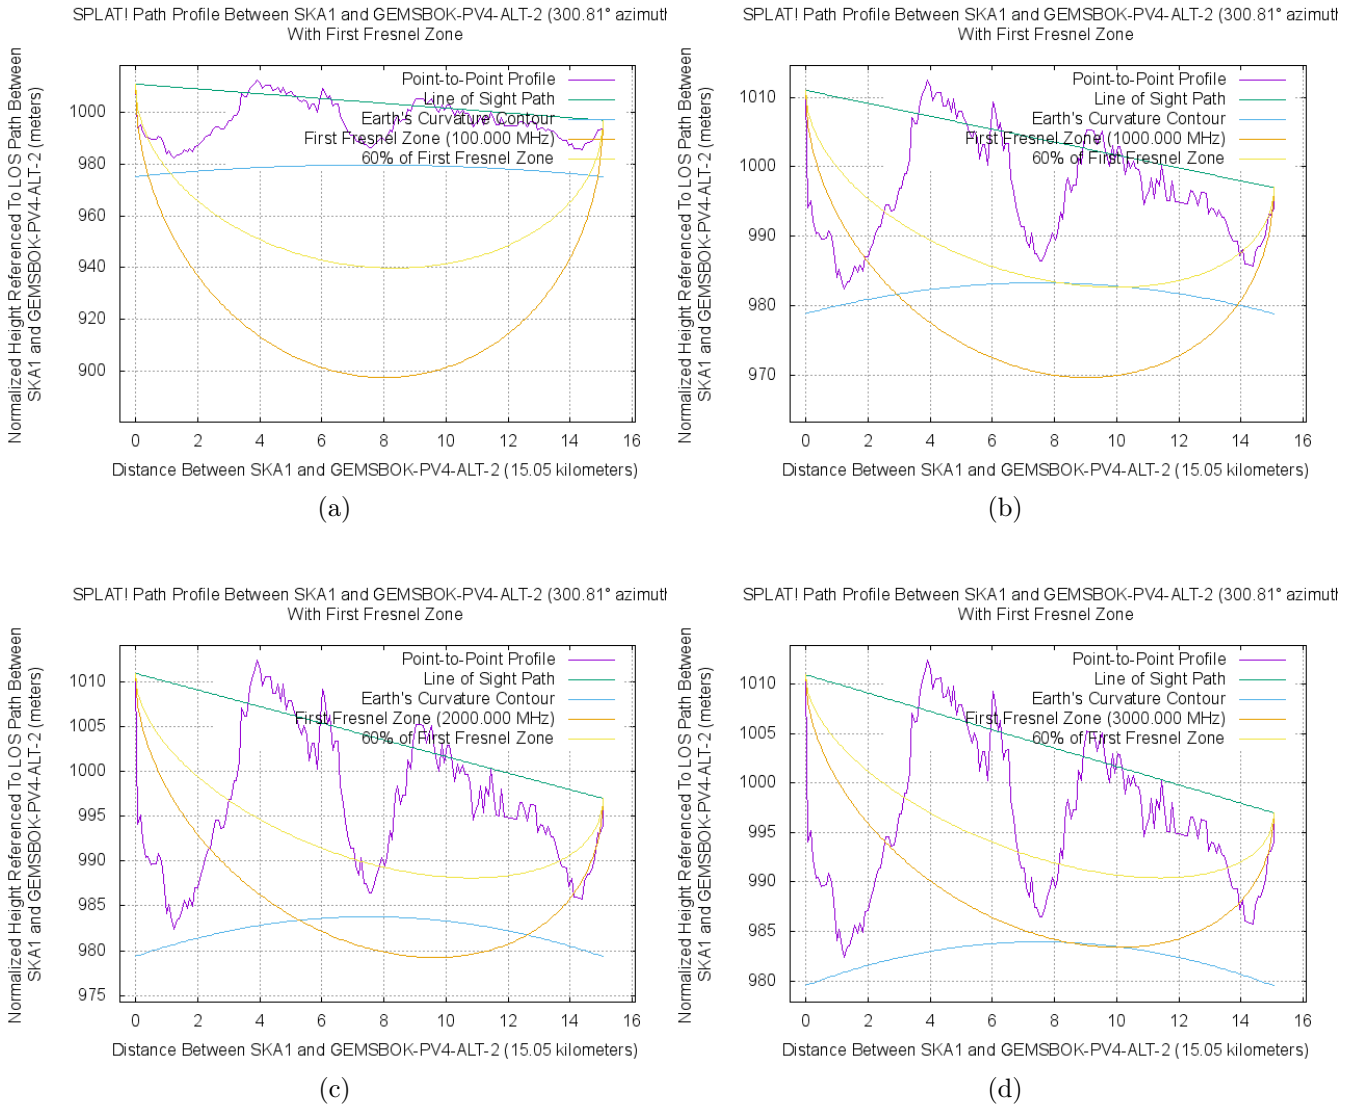 SPLAT! Path Profile Between SKA1 and GEMSBOK-PV4-ALT-2 (300.81° azimuth
With First Fresnel Zone
Normalized Height Referenced To LOS Path Between
SKA1 and GEMSBOK-PV4-ALT-2 (meters)
Point-to-Point Profile
Line of Sight Path
Earth's Curvature Contour
First Fresnel Zone (100.000 MHz)
60% of First Fresnel Zone
1000
980
960
940
920
900
0 2 4 6 8 10 12 14 16
Distance Between SKA1 and GEMSBOK-PV4-ALT-2 (15.05 kilometers)
(a)
SPLAT! Path Profile Between SKA1 and GEMSBOK-PV4-ALT-2 (300.81° azimuth
With First Fresnel Zone
Normalized Height Referenced To LOS Path Between
SKA1 and GEMSBOK-PV4-ALT-2 (meters)
Point-to-Point Profile
Line of Sight Path
Earth's Curvature Contour
First Fresnel Zone (1000.000 MHz)
60% of First Fresnel Zone
1010
1000
990
980
970
0 2 4 6 8 10 12 14 16
Distance Between SKA1 and GEMSBOK-PV4-ALT-2 (15.05 kilometers)
(b)
SPLAT! Path Profile Between SKA1 and GEMSBOK-PV4-ALT-2 (300.81° azimuth
With First Fresnel Zone
Normalized Height Referenced To LOS Path Between
SKA1 and GEMSBOK-PV4-ALT-2 (meters)
Point-to-Point Profile
Line of Sight Path
Earth's Curvature Contour
First Fresnel Zone (2000.000 MHz)
60% of First Fresnel Zone
1010
1005
1000
995
990
985
980
975
0 2 4 6 8 10 12 14 16
Distance Between SKA1 and GEMSBOK-PV4-ALT-2 (15.05 kilometers)
(c)
SPLAT! Path Profile Between SKA1 and GEMSBOK-PV4-ALT-2 (300.81° azimuth
With First Fresnel Zone
Normalized Height Referenced To LOS Path Between
SKA1 and GEMSBOK-PV4-ALT-2 (meters)
Point-to-Point Profile
Line of Sight Path
Earth's Curvature Contour
First Fresnel Zone (3000.000 MHz)
60% of First Fresnel Zone
1010
1005
1000
995
990
985
980
0 2 4 6 8 10 12 14 16
Distance Between SKA1 and GEMSBOK-PV4-ALT-2 (15.05 kilometers)
(d)